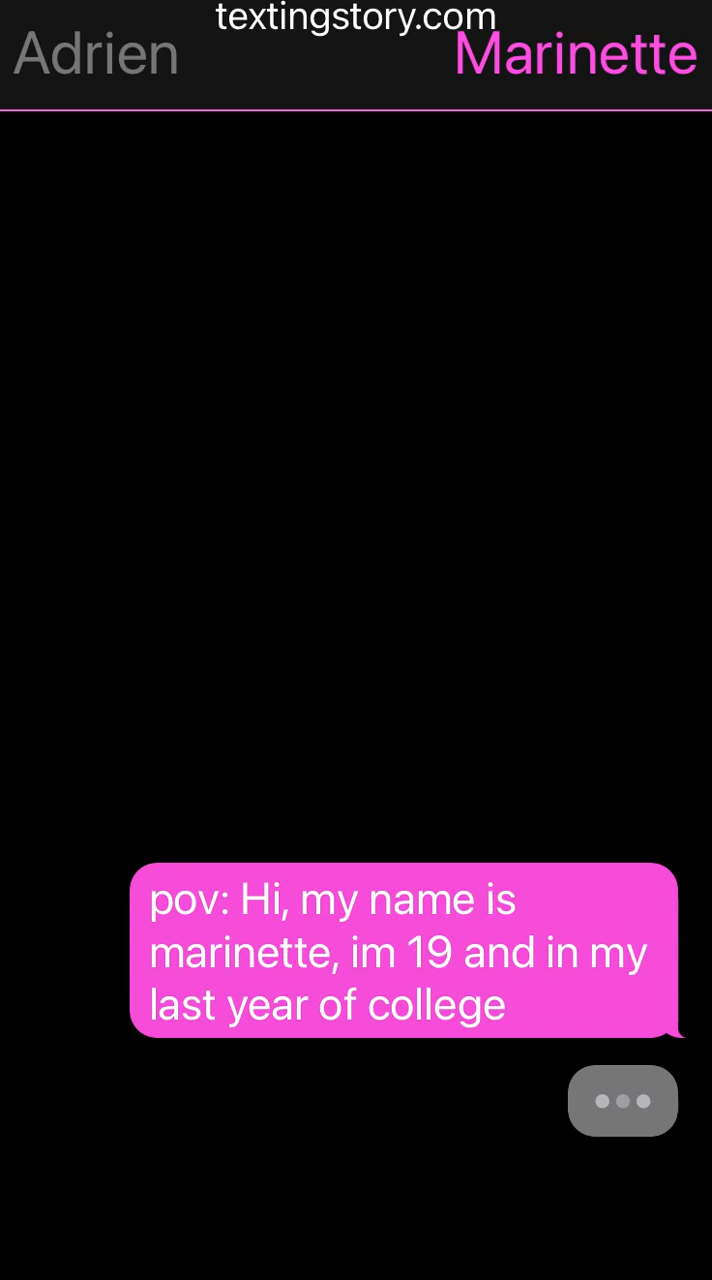 textingstory.com
Adrien Marinette
pov: Hi, my name is
marinette, im 19 and in my
last year of college